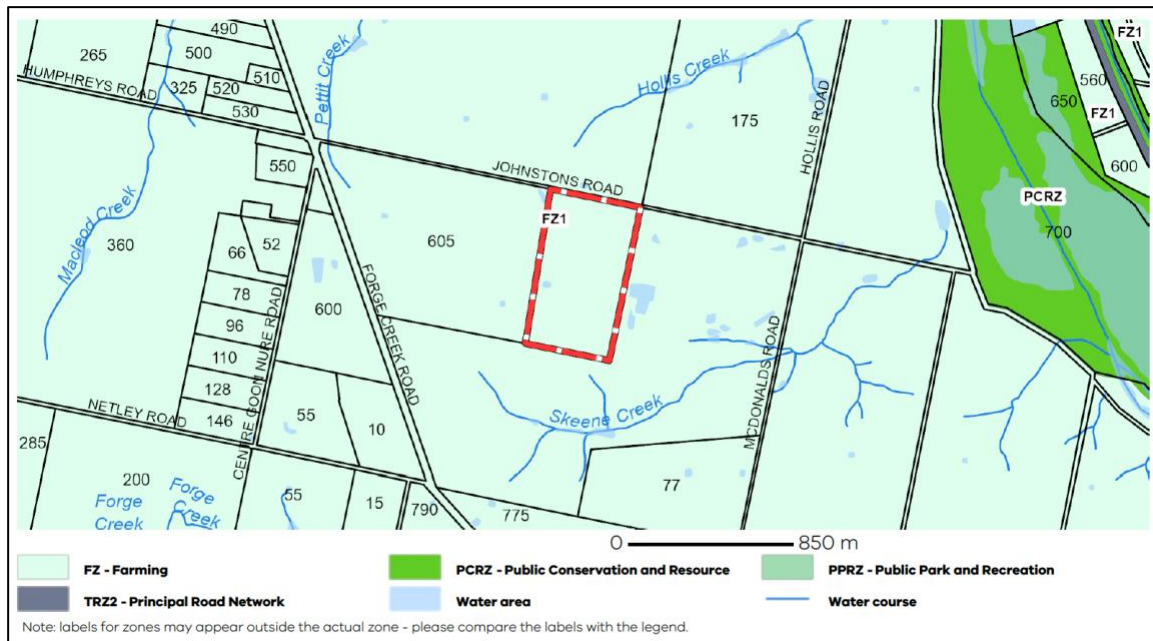 490
265
500
510
HUMPHREYS ROAD
325
520
530
Pettit Creek
Hollis Creek
175
HOLLIS ROAD
FZ1
560
650
FZ1
600
550
JOHNSTONS ROAD
PCRZ
700
FZ1
Macleod Creek
360
52
66
605
78
600
96
110
128
146
CENTRE GOON NURE ROAD
FORGE CREEK ROAD
NETLEY ROAD
55
10
Skeene Creek
MCDONALDS ROAD
285
200
Forge
Creek
Forge
Creek
55
15
790
775
77
0 850 m
FZ - Farming
PCRZ - Public Conservation and Resource
PPRZ - Public Park and Recreation
TRZ2 - Principal Road Network
Water area
Water course
Note: labels for zones may appear outside the actual zone - please compare the labels with the legend.